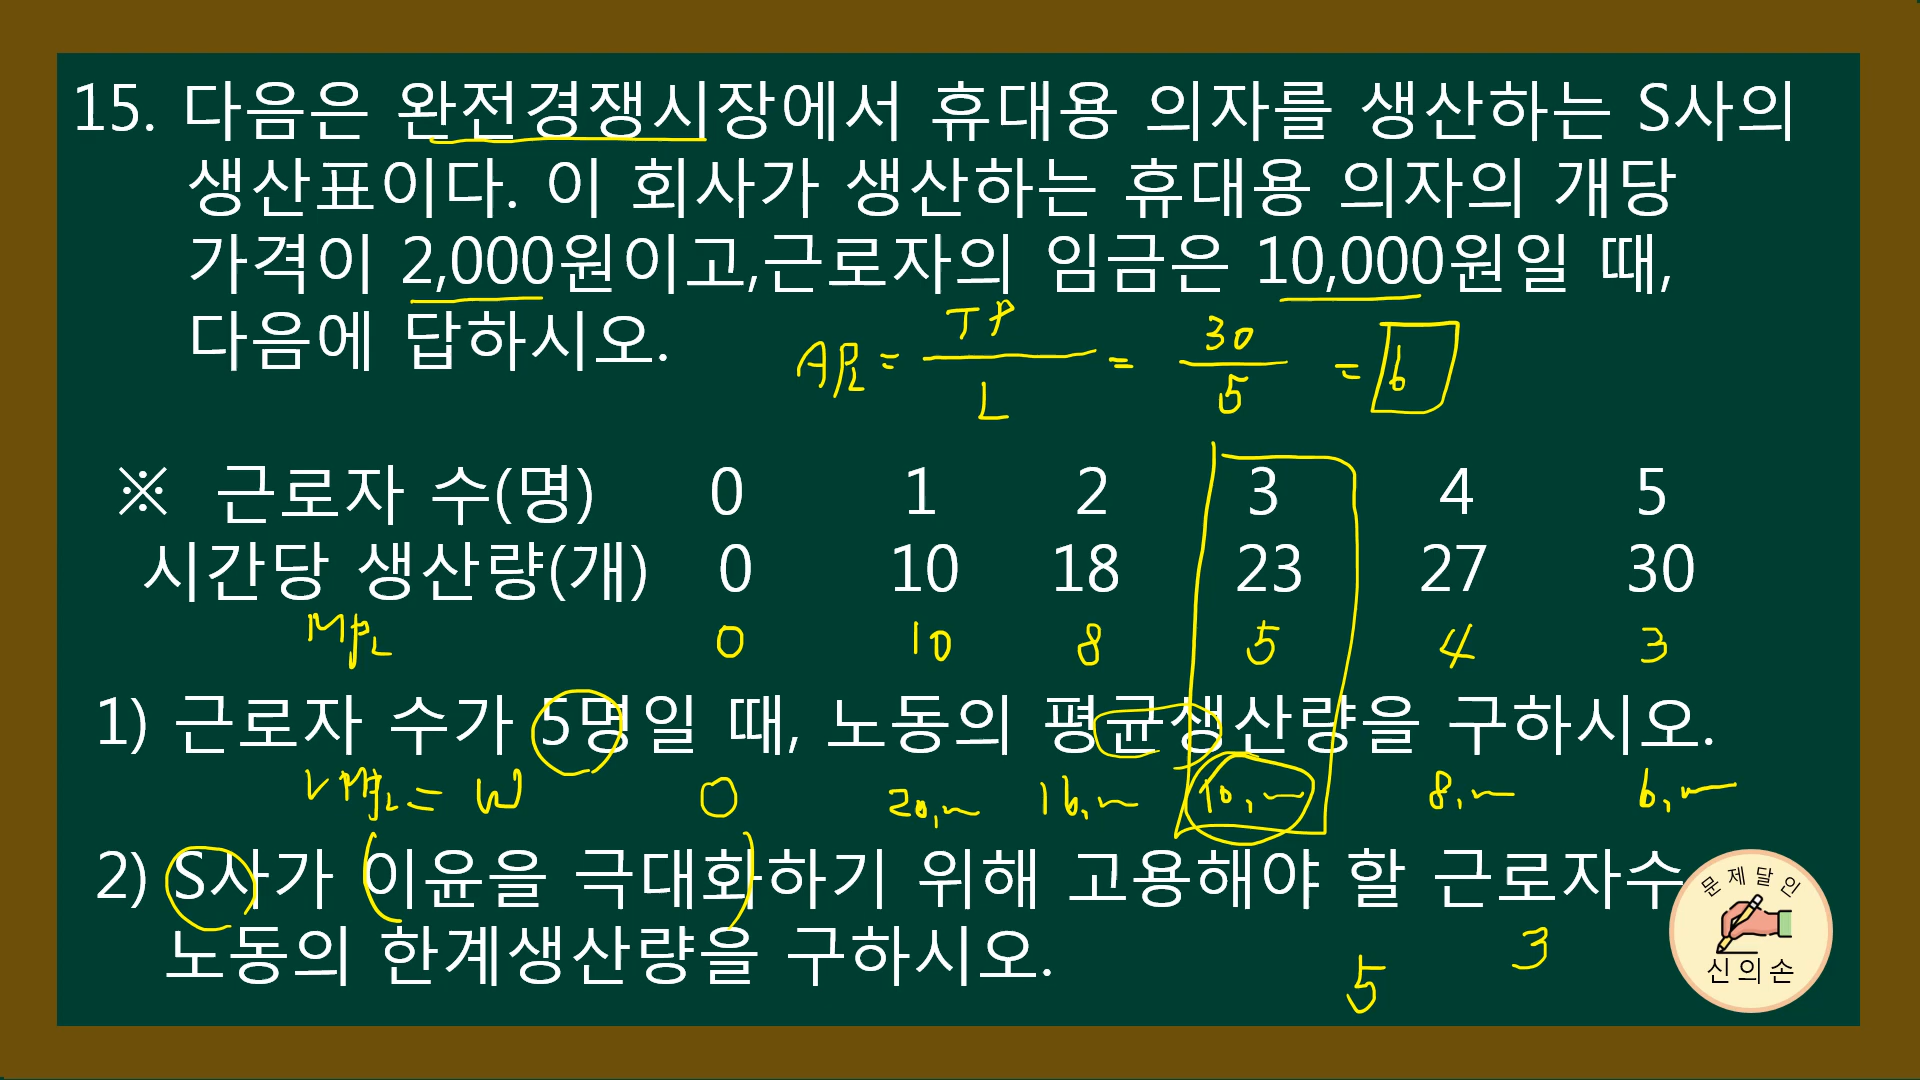 15. 다음은 완전경쟁시장에서 휴대용 의자를 생산하는 S사의
생산표이다. 이 회사가 생산하는 휴대용 의자의 개당
가격이 2,000원이고,근로자의 임금은 10,000원일 때,
다음에 답하시오.
APL = TP / L = 30 / 5 = 6
※ 근로자 수(명) 0 1 2 3 4 5
시간당 생산량(개) 0 10 18 23 27 30
MPL 0 10 8 5 4 3
1) 근로자 수가 5명일 때, 노동의 평균생산량을 구하시오.
VMPL = W 0 20, 16, 10, 8, 6,
2) S사가 이윤을 극대화하기 위해 고용해야 할 근로자수
노동의 한계생산량을 구하시오.
5 3
문제달인
신의손